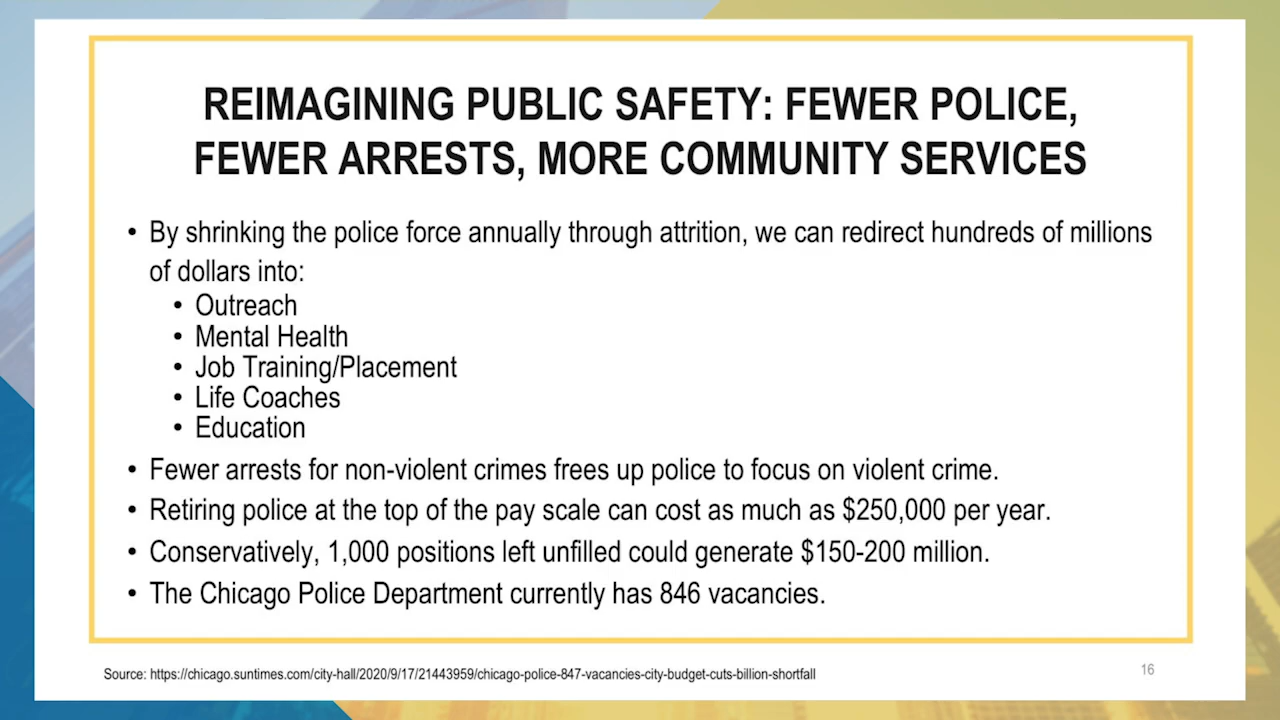 REIMAGINING PUBLIC SAFETY: FEWER POLICE,
FEWER ARRESTS, MORE COMMUNITY SERVICES
• By shrinking the police force annually through attrition, we can redirect hundreds of millions
of dollars into:
• Outreach
• Mental Health
• Job Training/Placement
• Life Coaches
• Education
• Fewer arrests for non-violent crimes frees up police to focus on violent crime.
• Retiring police at the top of the pay scale can cost as much as $250,000 per year.
• Conservatively, 1,000 positions left unfilled could generate $150-200 million.
• The Chicago Police Department currently has 846 vacancies.
Source: https://chicago.suntimes.com/city-hall/2020/9/17/21443959/chicago-police-847-vacancies-city-budget-cuts-billion-shortfall
16